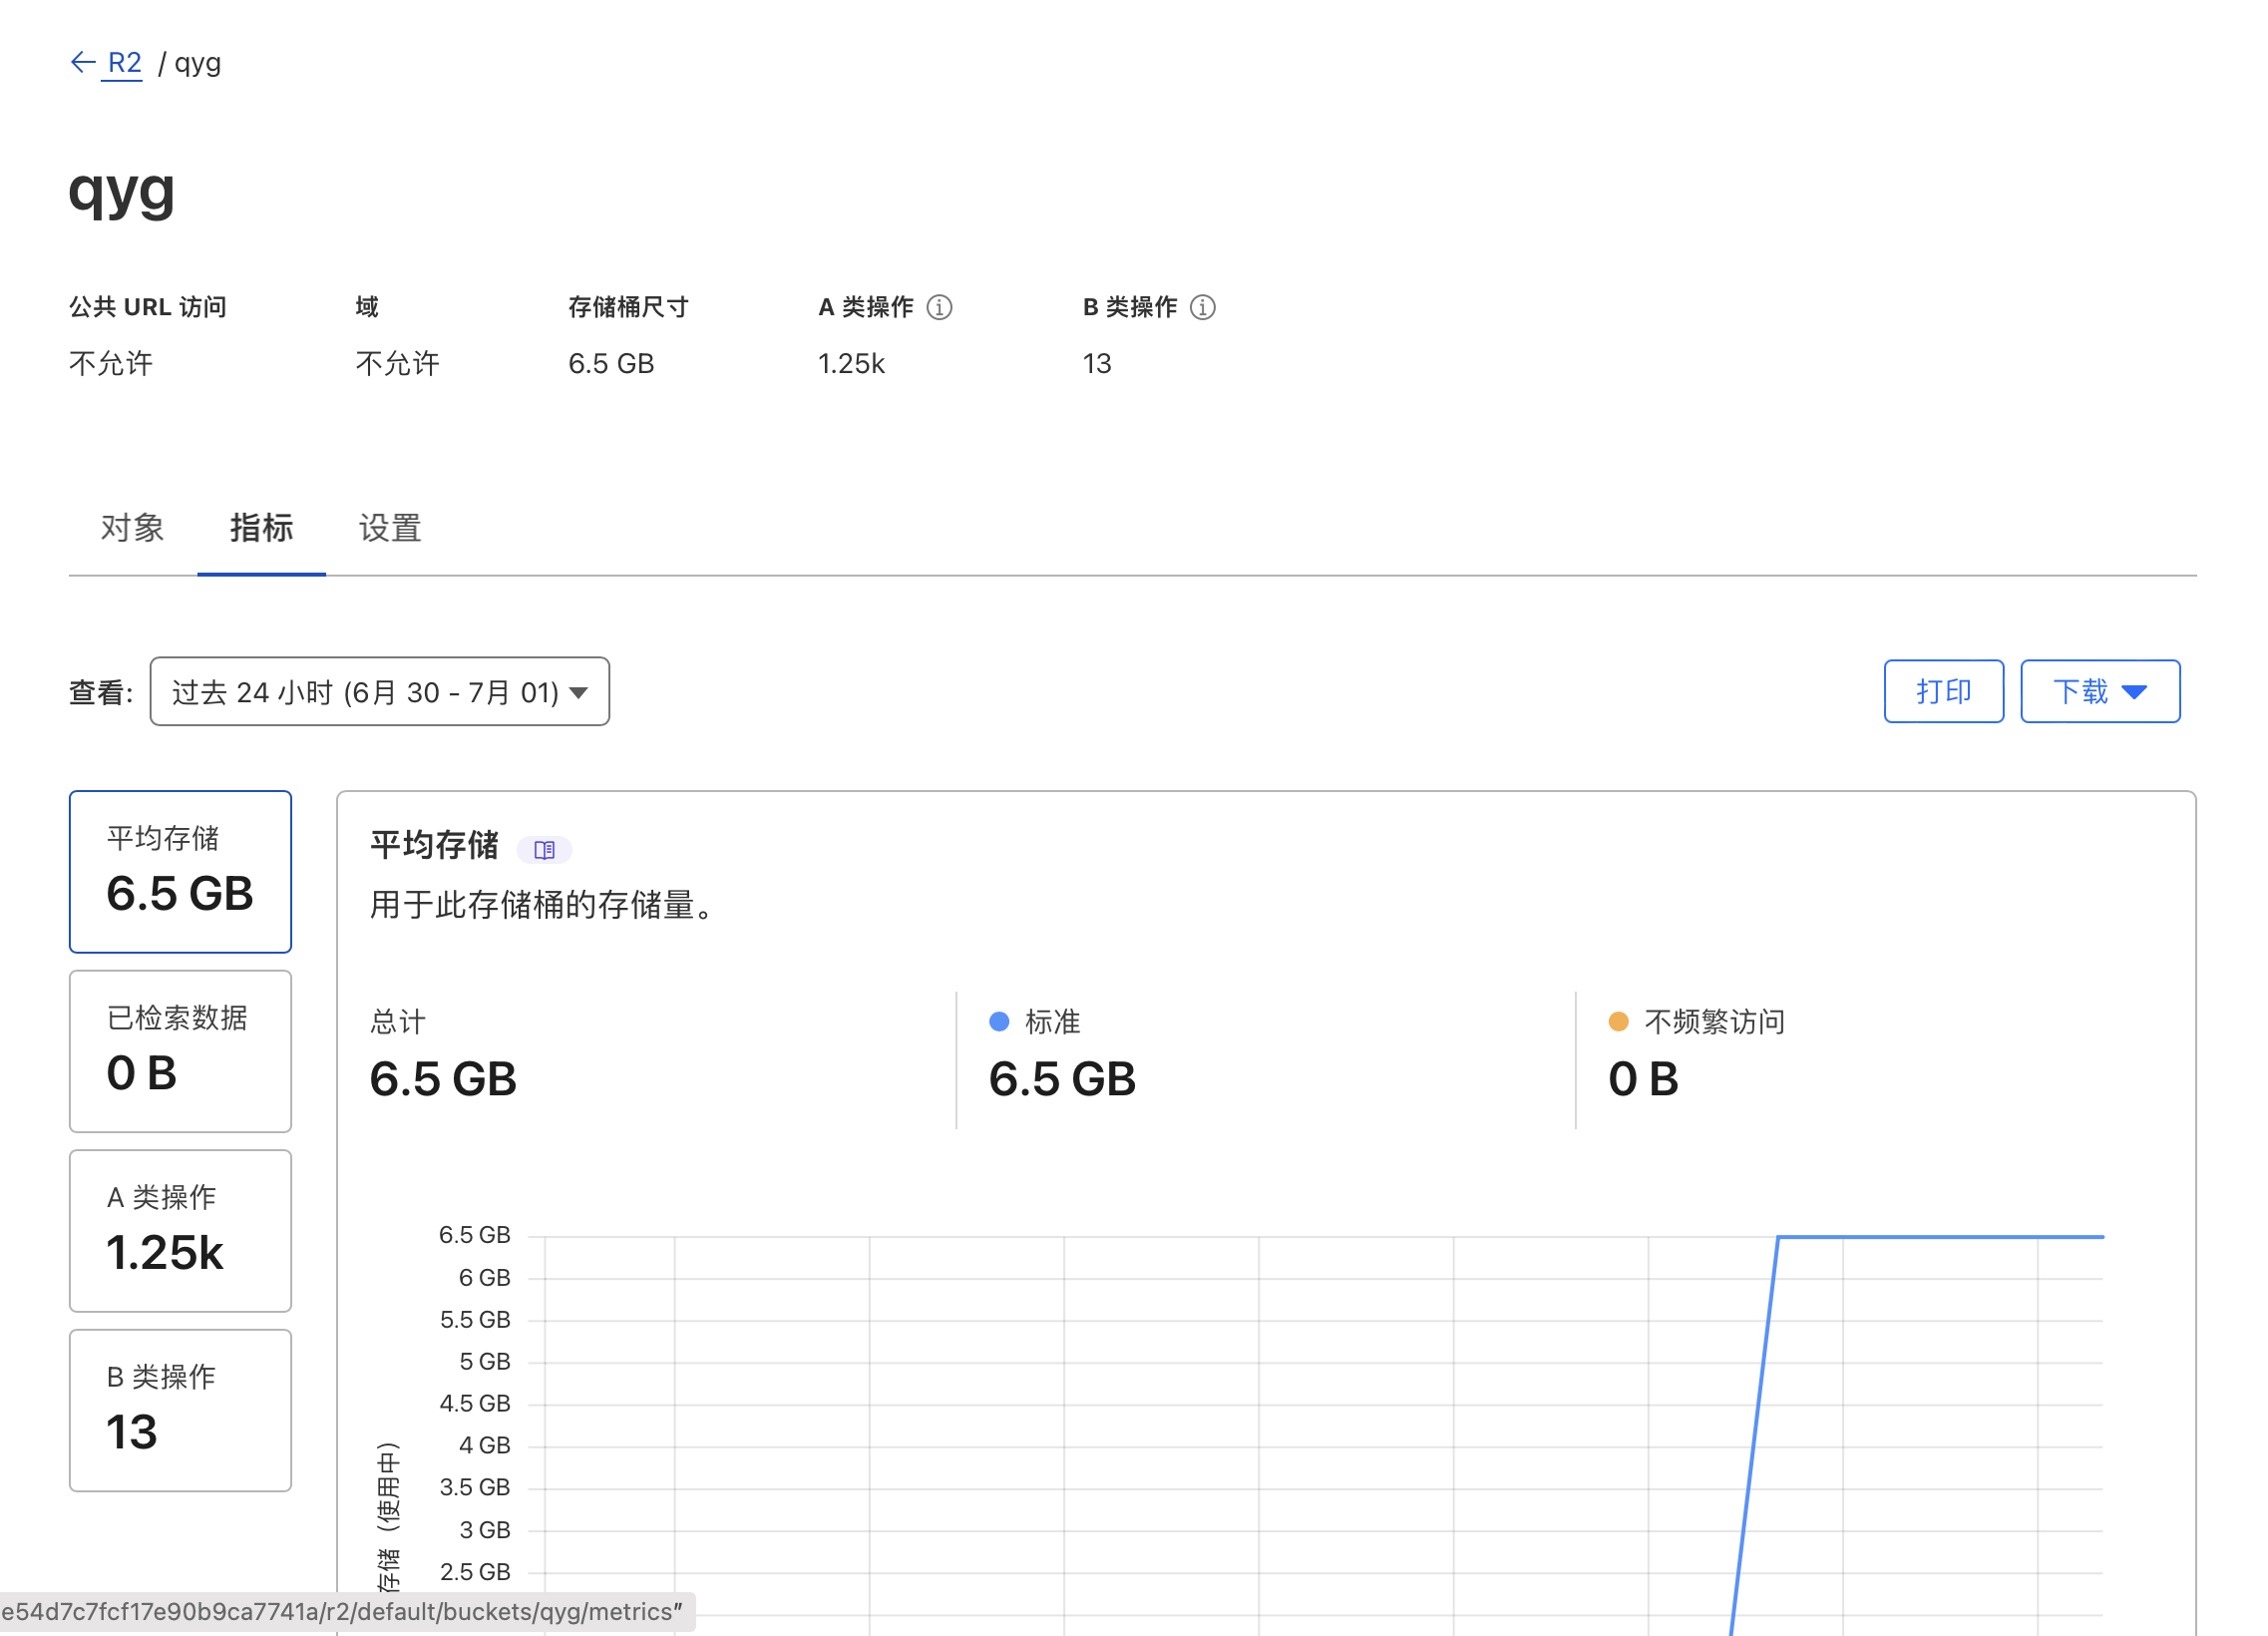 R2 / qyg
qyg
公共 URL 访问
域
存储桶尺寸
A 类操作
B 类操作
不允许
不允许
6.5 GB
1.25k
13
对象
指标
设置
查看:
过去 24 小时 (6月 30 - 7月 01)
打印
下载
平均存储
6.5 GB
已检索数据
0 B
A 类操作
1.25k
B 类操作
13
平均存储
用于此存储桶的存储量。
总计
6.5 GB
标准
6.5 GB
不频繁访问
0 B
6.5 GB
6 GB
5.5 GB
5 GB
4.5 GB
4 GB
3.5 GB
3 GB
2.5 GB
存储（使用中）
e54d7c7fcf17e90b9ca7741a/r2/default/buckets/qyg/metrics”